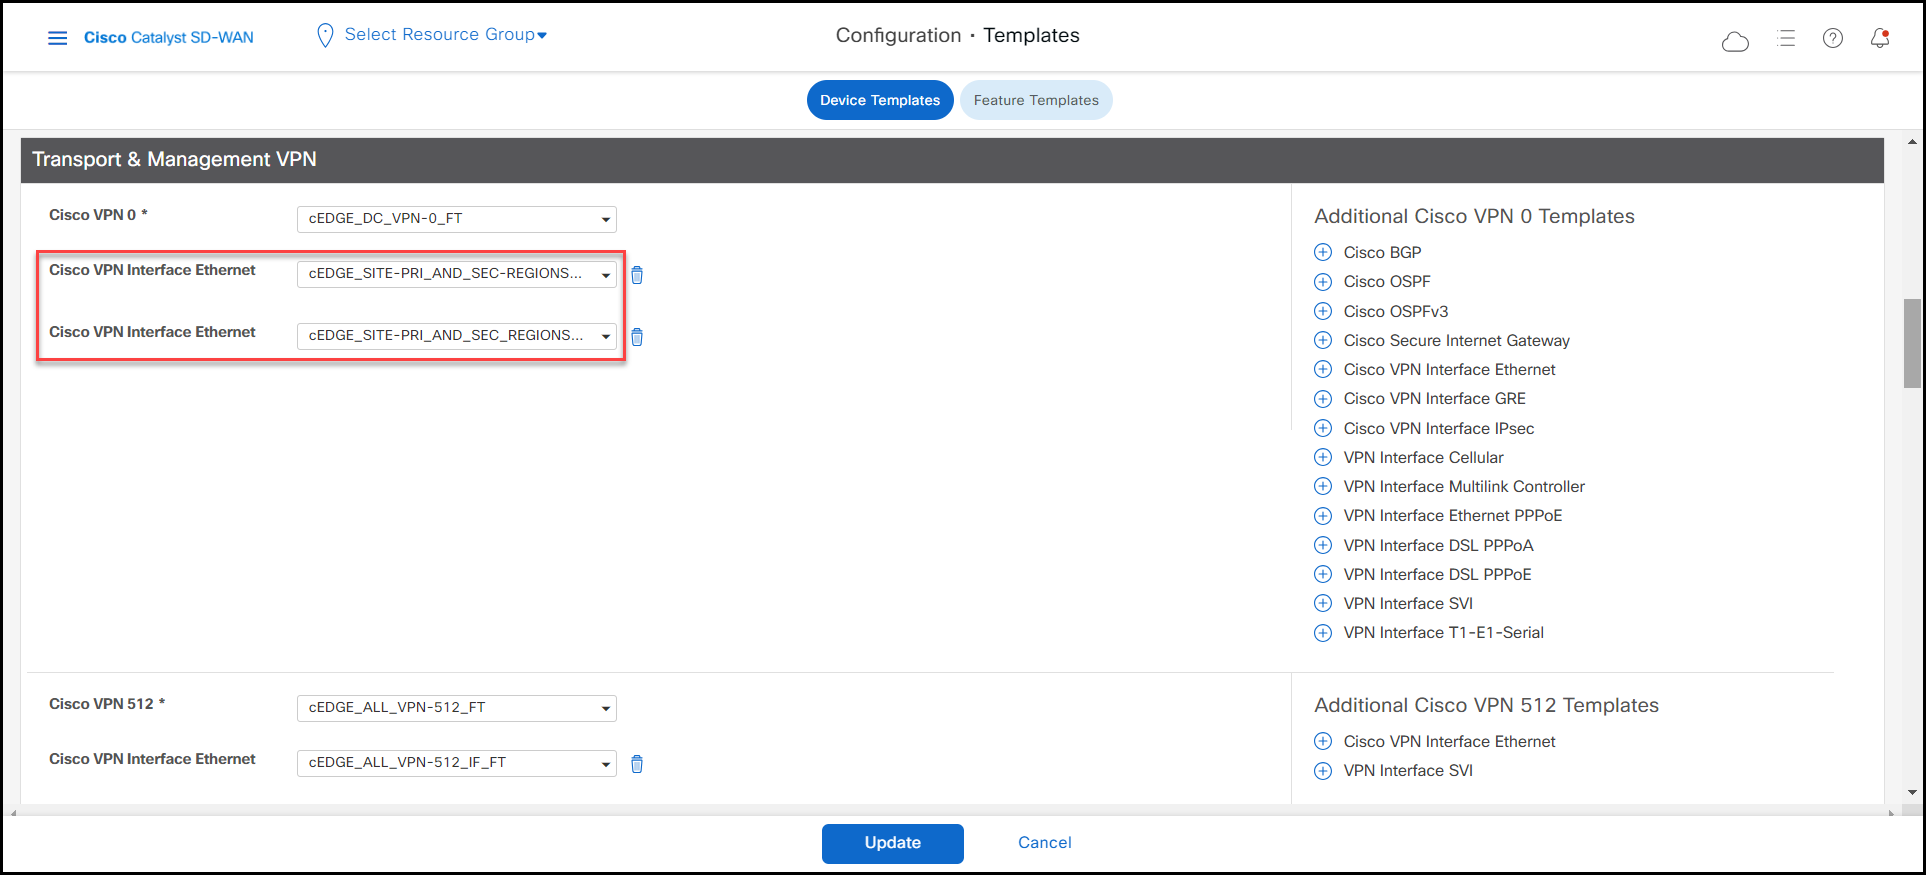 Cisco Catalyst SD-WAN
Select Resource Group
Configuration · Templates
Device Templates
Feature Templates
Transport & Management VPN
Cisco VPN 0 *
cEDGE_DC_VPN-0_FT
Cisco VPN Interface Ethernet
cEDGE_SITE-PRI_AND_SEC-REGIONS...
Cisco VPN Interface Ethernet
cEDGE_SITE-PRI_AND_SEC_REGIONS...
Additional Cisco VPN 0 Templates
Cisco BGP
Cisco OSPF
Cisco OSPFv3
Cisco Secure Internet Gateway
Cisco VPN Interface Ethernet
Cisco VPN Interface GRE
Cisco VPN Interface IPsec
VPN Interface Cellular
VPN Interface Multilink Controller
VPN Interface Ethernet PPPoE
VPN Interface DSL PPPoA
VPN Interface DSL PPPoE
VPN Interface SVI
VPN Interface T1-E1-Serial
Cisco VPN 512 *
cEDGE_ALL_VPN-512_FT
Cisco VPN Interface Ethernet
cEDGE_ALL_VPN-512_IF_FT
Additional Cisco VPN 512 Templates
Cisco VPN Interface Ethernet
VPN Interface SVI
Update
Cancel